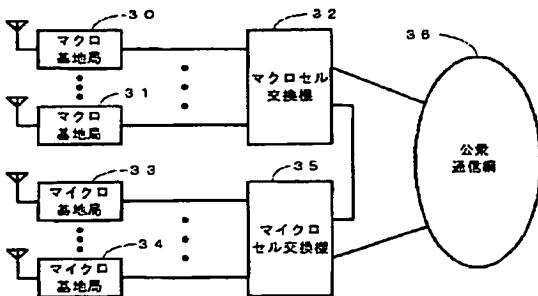 30
マクロ
基地局
31
マクロ
基地局
32
マクロセル
交換機
33
マイクロ
基地局
34
マイクロ
基地局
35
マイクロ
セル交換機
36
公衆
通信網